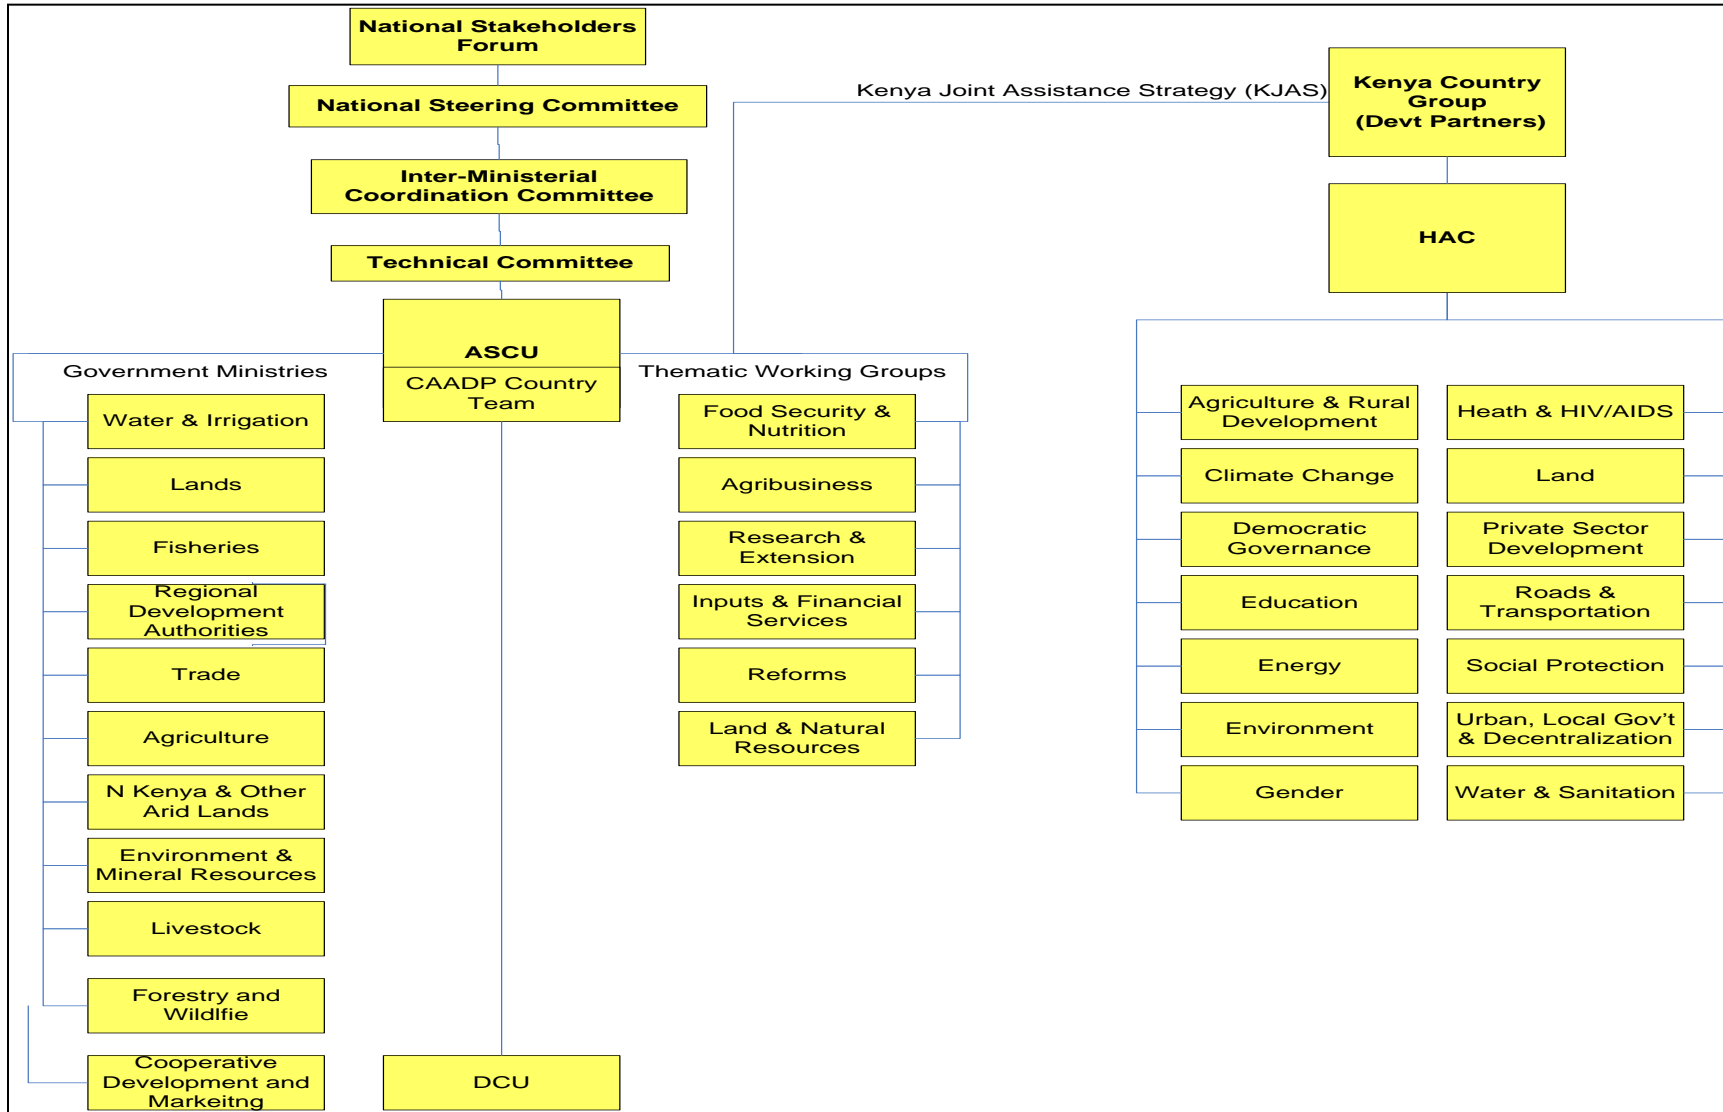 National Stakeholders
Forum
National Steering Committee
Inter-Ministerial
Coordination Committee
Technical Committee
ASCU
CAADP Country
Team
Kenya Joint Assistance Strategy (KJAS)
Kenya Country
Group
(Devt Partners)
HAC
Government Ministries
Water & Irrigation
Lands
Fisheries
Regional
Development
Authorities
Trade
Agriculture
N Kenya & Other
Arid Lands
Environment &
Mineral Resources
Livestock
Forestry and
Wildlfie
Cooperative
Development and
Markeitng
DCU
Thematic Working Groups
Food Security &
Nutrition
Agribusiness
Research &
Extension
Inputs & Financial
Services
Reforms
Land & Natural
Resources
Agriculture & Rural
Development
Climate Change
Democratic
Governance
Education
Energy
Environment
Gender
Heath & HIV/AIDS
Land
Private Sector
Development
Roads &
Transportation
Social Protection
Urban, Local Gov't
& Decentralization
Water & Sanitation